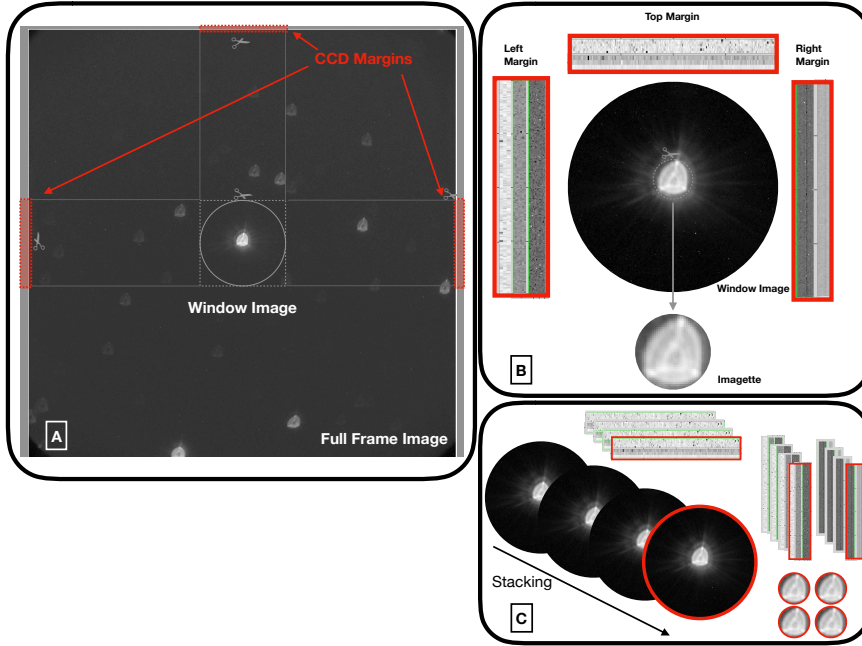 CCD Margins
Window Image
A
Full Frame Image
Top Margin
Left
Margin
Right
Margin
Window Image
Imagette
B
Stacking
C